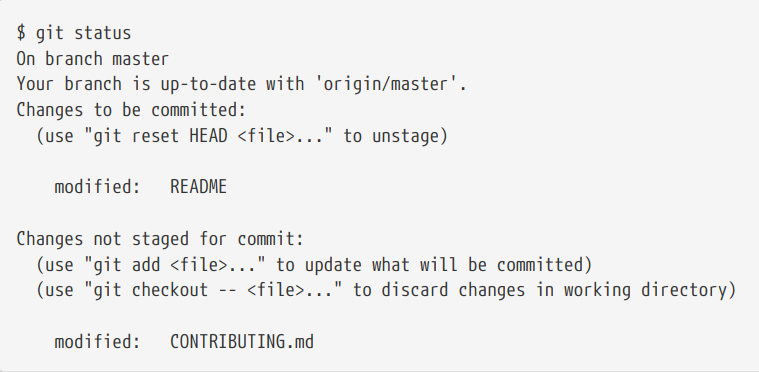 $ git status
On branch master
Your branch is up-to-date with 'origin/master'.
Changes to be committed:
  (use "git reset HEAD <file>..." to unstage)

    modified:   README

Changes not staged for commit:
  (use "git add <file>..." to update what will be committed)
  (use "git checkout -- <file>..." to discard changes in working directory)

    modified:   CONTRIBUTING.md